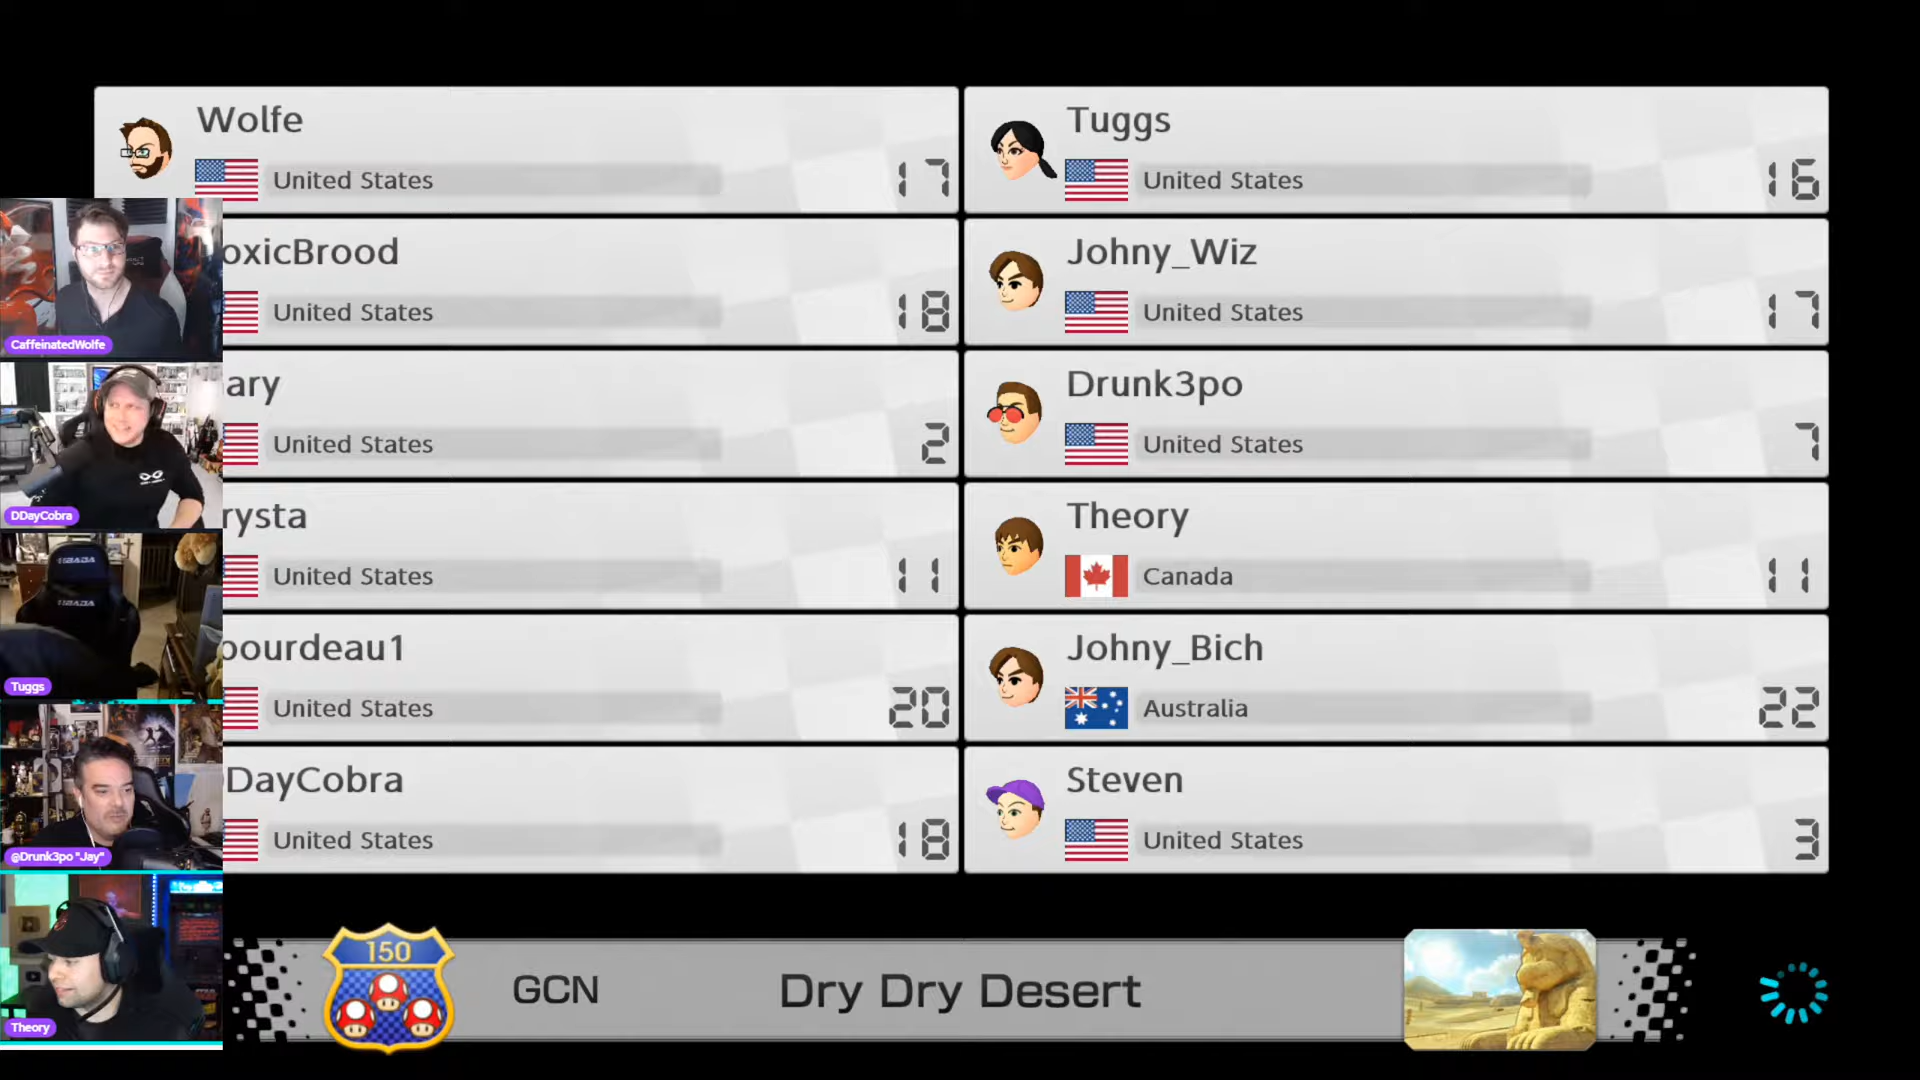 Wolfe
United States
17
Tuggs
United States
16
oxicBrood
United States
18
Johny_Wiz
United States
17
ary
United States
2
Drunk3po
United States
7
rysta
United States
11
Theory
Canada
11
bourdeau1
United States
20
Johny_Bich
Australia
22
DayCobra
United States
18
Steven
United States
3
CaffeinatedWolfe
DDayCobra
Tuggs
@Drunk3po "Jay"
Theory
150
GCN
Dry Dry Desert